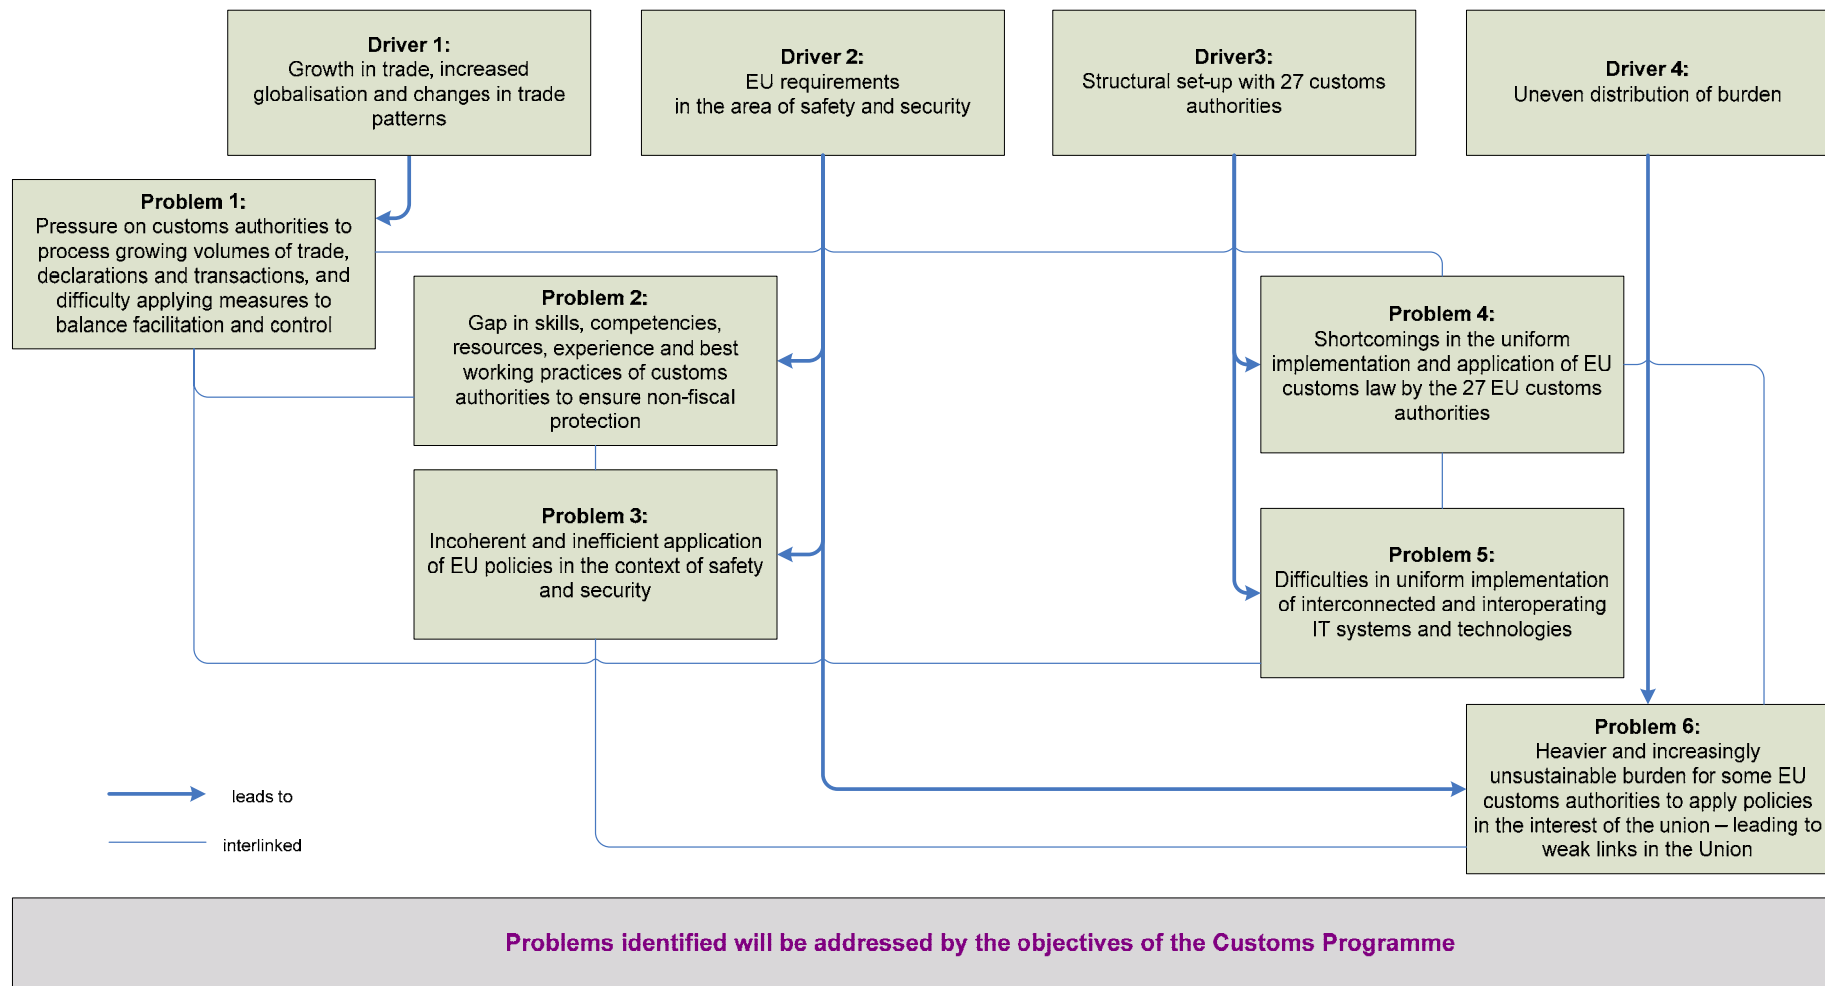 Driver 1:
Growth in trade, increased
globalisation and changes in trade
patterns
Driver 2:
EU requirements
in the area of safety and security
Driver3:
Structural set-up with 27 customs
authorities
Driver 4:
Uneven distribution of burden
Problem 1:
Pressure on customs authorities to
process growing volumes of trade,
declarations and transactions, and
difficulty applying measures to
balance facilitation and control
Problem 2:
Gap in skills, competencies,
resources, experience and best
working practices of customs
authorities to ensure non-fiscal
protection
Problem 3:
Incoherent and inefficient application
of EU policies in the context of safety
and security
Problem 4:
Shortcomings in the uniform
implementation and application of EU
customs law by the 27 EU customs
authorities
Problem 5:
Difficulties in uniform implementation
of interconnected and interoperating
IT systems and technologies
Problem 6:
Heavier and increasingly
unsustainable burden for some EU
customs authorities to apply policies
in the interest of the union – leading to
weak links in the Union
leads to
interlinked
Problems identified will be addressed by the objectives of the Customs Programme